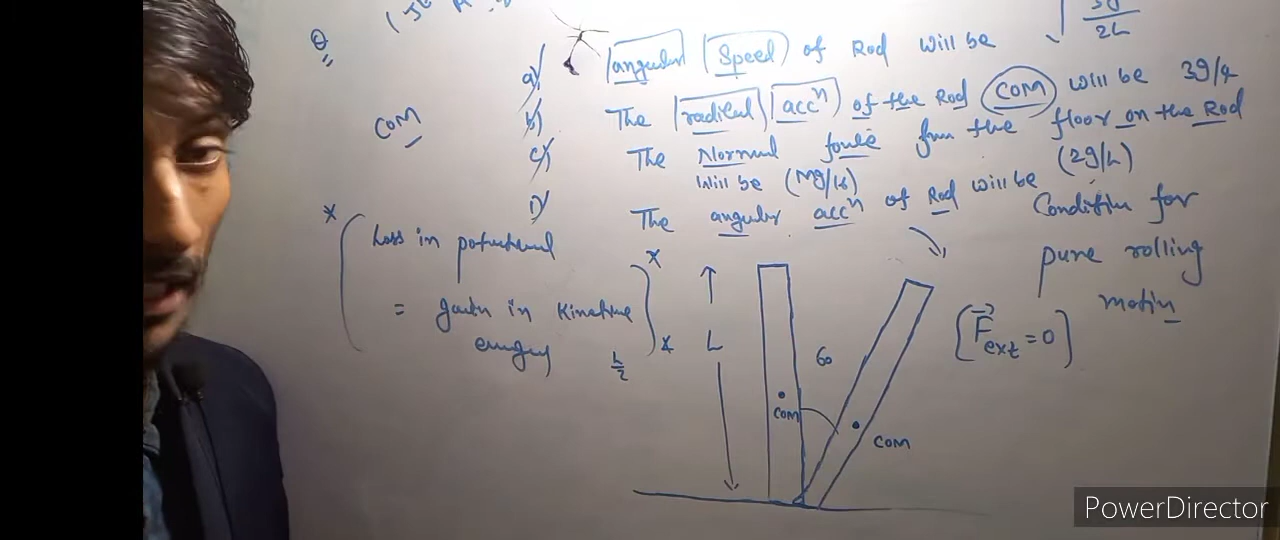 Q
(JE
a) angular speed of Rod will be √ 3g/2L
b) The radical accⁿ of the Rod COM will be 3g/4
c) The Normal force from the floor on the Rod
will be (Mg/16)
D) The angular accⁿ of Rod will be (2g/L)
COM
Loss in potential
= gain in Kinetic
energy
L/2
L
60
COM
COM
Condition for
pure rolling
motion
[F→ext = 0]
PowerDirector